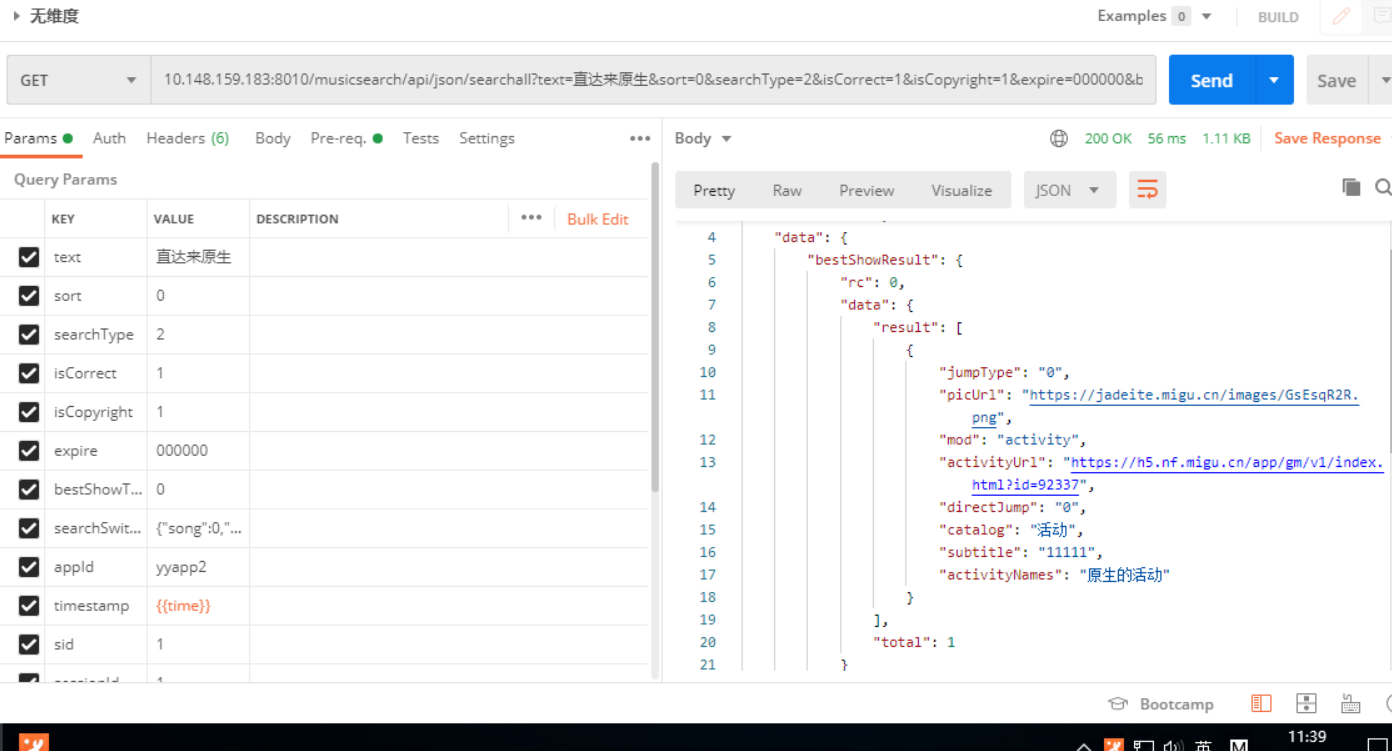 无维度
Examples 0
BUILD
GET
10.148.159.183:8010/musicsearch/api/json/searchall?text=直达来原生&sort=0&searchType=2&isCorrect=1&isCopyright=1&expire=000000&b
Send
Save
Params
Auth
Headers (6)
Body
Pre-req.
Tests
Settings
Query Params
KEY VALUE DESCRIPTION
Bulk Edit
text 直达来原生
sort 0
searchType 2
isCorrect 1
isCopyright 1
expire 000000
bestShowT... 0
searchSwit... {"song":0,"...
appId yyapp2
timestamp {{time}}
sid 1
Body
200 OK 56 ms 1.11 KB
Save Response
Pretty Raw Preview Visualize JSON
4 "data": {
5 "bestShowResult": {
6 "rc": 0,
7 "data": {
8 "result": [
9 {
10 "jumpType": "0",
11 "picUrl": "https://jadeite.migu.cn/images/GsEsqR2R.
png",
12 "mod": "activity",
13 "activityUrl": "https://h5.nf.migu.cn/app/gm/v1/index.
html?id=92337",
14 "directJump": "0",
15 "catalog": "活动",
16 "subtitle": "11111",
17 "activityNames": "原生的活动"
18 }
19 ],
20 "total": 1
21 }
Bootcamp
英
M
11:39